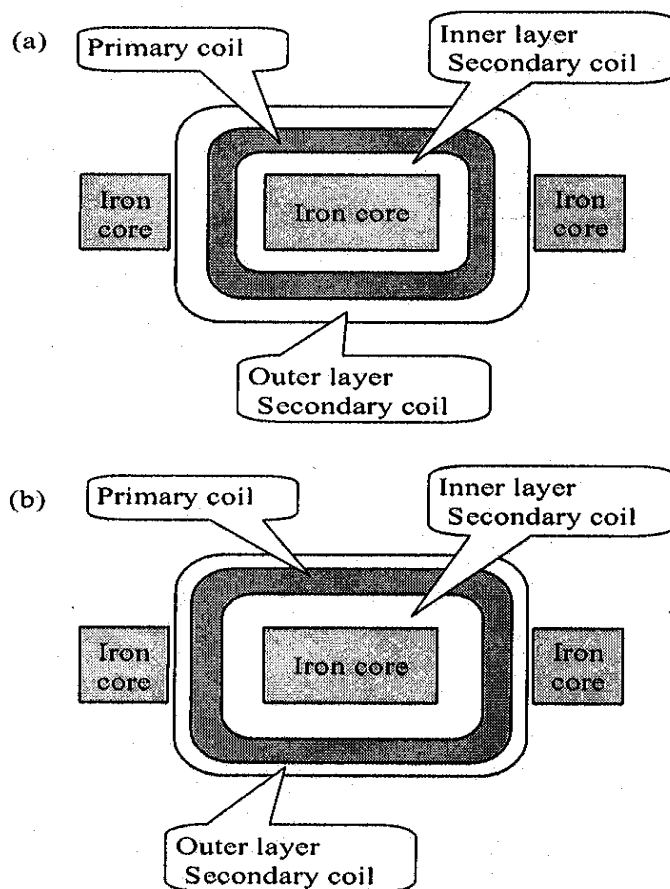 (a)
Primary coil
Inner layer
Secondary coil
Iron
core
Iron core
Iron
core
Outer layer
Secondary coil
(b)
Primary coil
Inner layer
Secondary coil
Iron
core
Iron core
Iron
core
Outer layer
Secondary coil